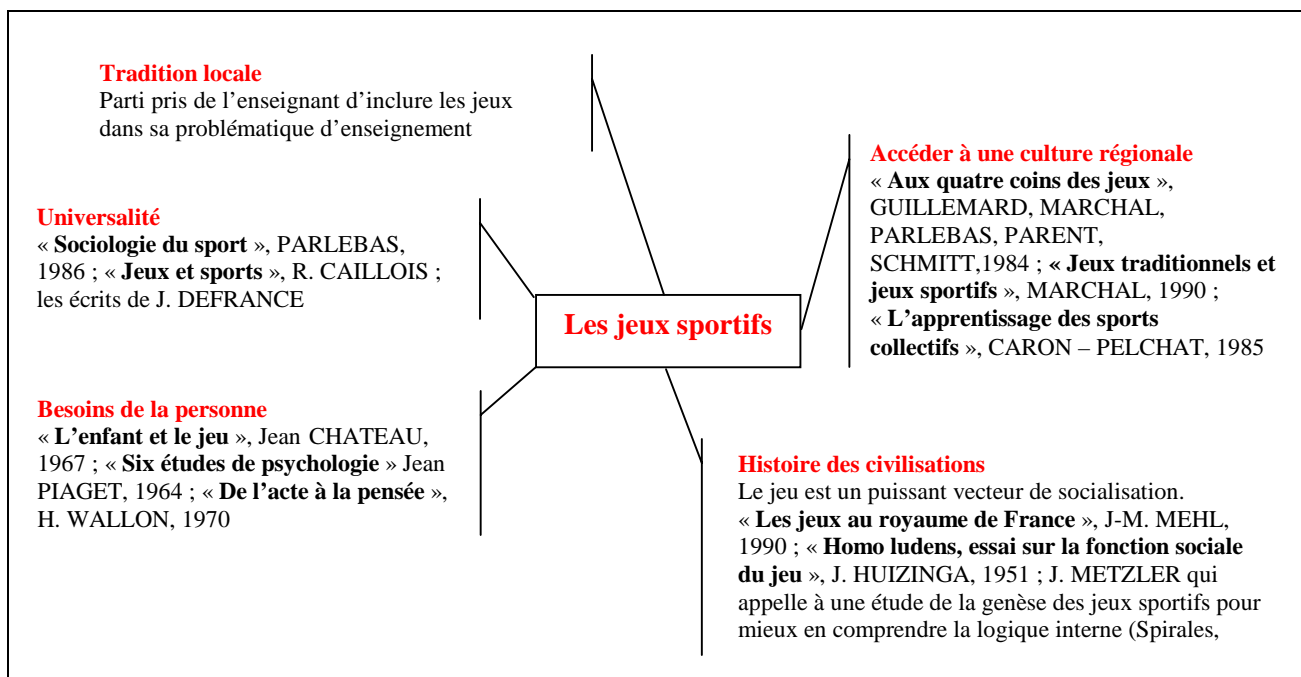 Tradition locale
Parti pris de l'enseignant d'inclure les jeux
dans sa problématique d'enseignement
Universalité
« Sociologie du sport », PARLEBAS,
1986 ; « Jeux et sports », R. CAILLOIS ;
les écrits de J. DEFRANCE
Besoins de la personne
« L'enfant et le jeu », Jean CHATEAU,
1967 ; « Six études de psychologie » Jean
PIAGET, 1964 ; « De l'acte à la pensée »,
H. WALLON, 1970
Les jeux sportifs
Accéder à une culture régionale
« Aux quatre coins des jeux »,
GUILLEMARD, MARCHAL,
PARLEBAS, PARENT,
SCHMITT,1984 ; « Jeux traditionnels et
jeux sportifs », MARCHAL, 1990 ;
« L'apprentissage des sports
collectifs », CARON – PELCHAT, 1985
Histoire des civilisations
Le jeu est un puissant vecteur de socialisation.
« Les jeux au royaume de France », J-M. MEHL,
1990 ; « Homo ludens, essai sur la fonction sociale
du jeu », J. HUIZINGA, 1951 ; J. METZLER qui
appelle à une étude de la genèse des jeux sportifs pour
mieux en comprendre la logique interne (Spirales,